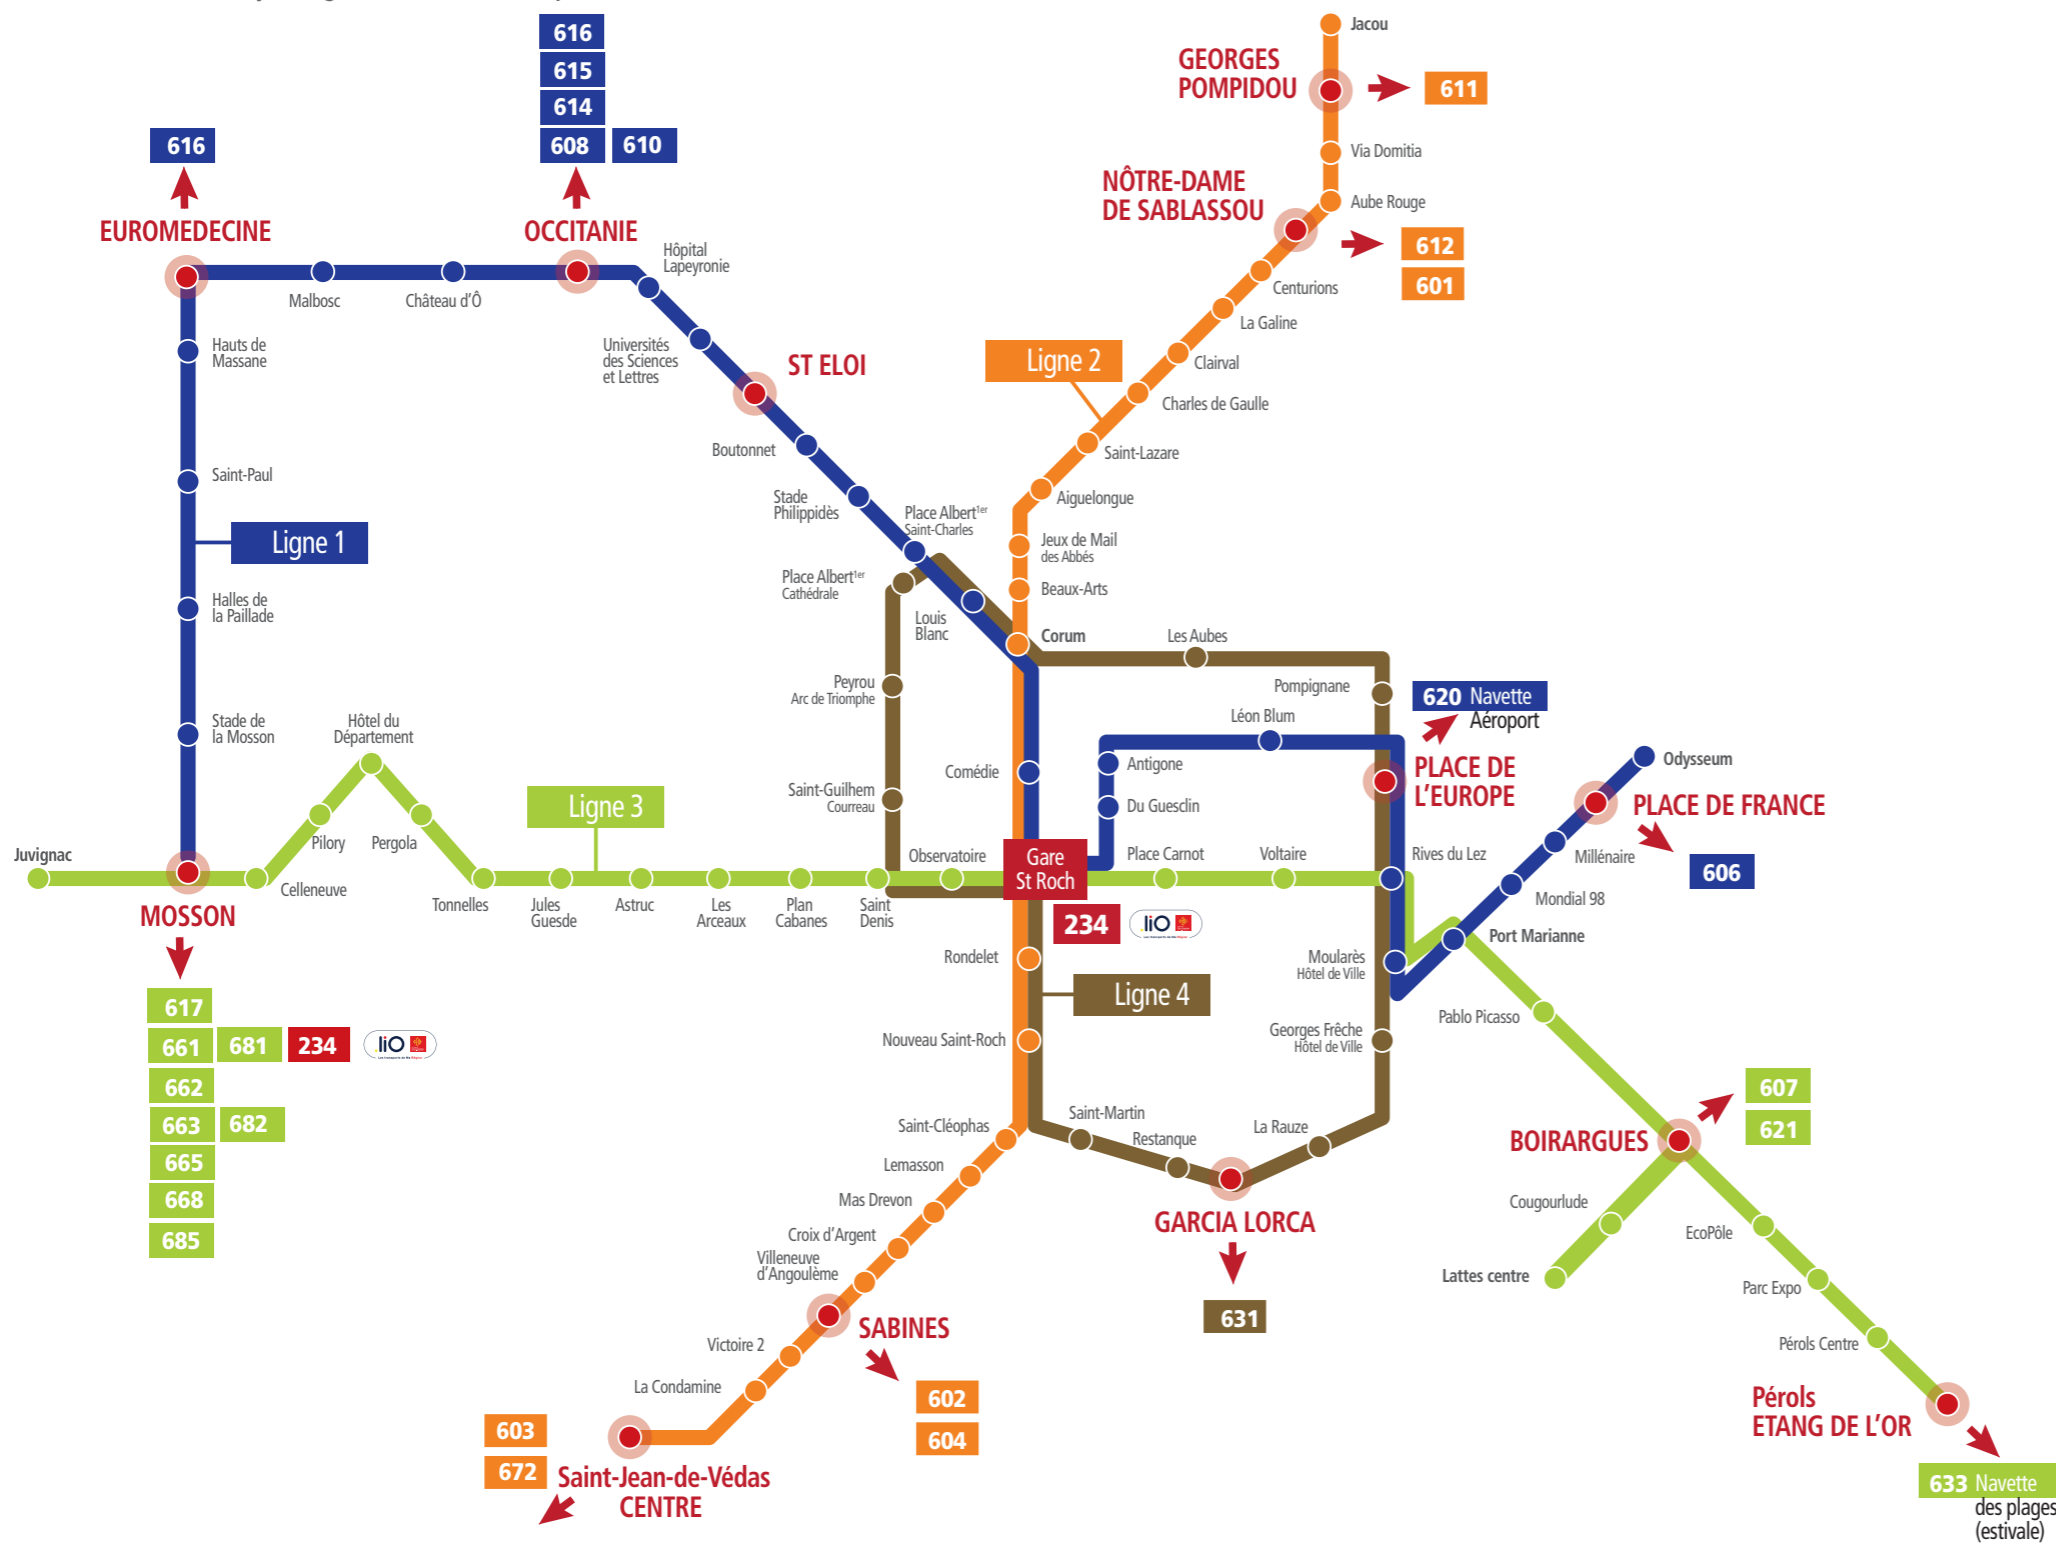 616
615
614
608 610
616
EUROMEDECINE
OCCITANIE
Hôpital
Lapeyronie
Malbosc
Château d'Ô
Universités
des Sciences
et Lettres
ST ELOI
Hauts de
Massane
Saint-Paul
Ligne 1
Halles de
la Paillade
Stade de
la Mosson
Boutonnet
Stade
Philippidès
Place Albert1er
Saint-Charles
Place Albert1er
Cathédrale
Louis
Blanc
Jacou
GEORGES
POMPIDOU
611
Via Domitia
NÔTRE-DAME
DE SABLASSOU
Aube Rouge
612
601
Centurions
La Galine
Ligne 2
Clairval
Charles de Gaulle
Saint-Lazare
Aiguelongue
Jeux de Mail
des Abbés
Beaux-Arts
Corum
Les Aubes
Pompignane
Peyrou
Arc de Triomphe
Saint-Guilhem
Courreau
Comédie
Léon Blum
Antigone
Du Guesclin
620 Navette
Aéroport
PLACE DE
L'EUROPE
Odysseum
PLACE DE FRANCE
606
Millénaire
Mondial 98
Port Marianne
Hôtel du
Département
Pilory
Pergola
Ligne 3
Juvignac
Celleneuve
Tonnelles
Jules
Guesde
Astruc
Les
Arceaux
Plan
Cabanes
Saint
Denis
Observatoire
Gare
St Roch
Place Carnot
Voltaire
Rives du Lez
234 liO
MOSSON
617
661 681 234 liO
662
663 682
665
668
685
Rondelet
Ligne 4
Nouveau Saint-Roch
Moularès
Hôtel de Ville
Georges Frêche
Hôtel de Ville
Pablo Picasso
Saint-Cléophas
Lemasson
Mas Drevon
Croix d'Argent
Villeneuve
d'Angoulème
SABINES
602
604
Victoire 2
La Condamine
603
672
Saint-Jean-de-Védas
CENTRE
Saint-Martin
Restanque
La Rauze
GARCIA LORCA
631
607
621
BOIRARGUES
Cougourlude
Lattes centre
EcoPôle
Parc Expo
Pérols Centre
Pérols
ETANG DE L'OR
633 Navette
des plages
(estivale)